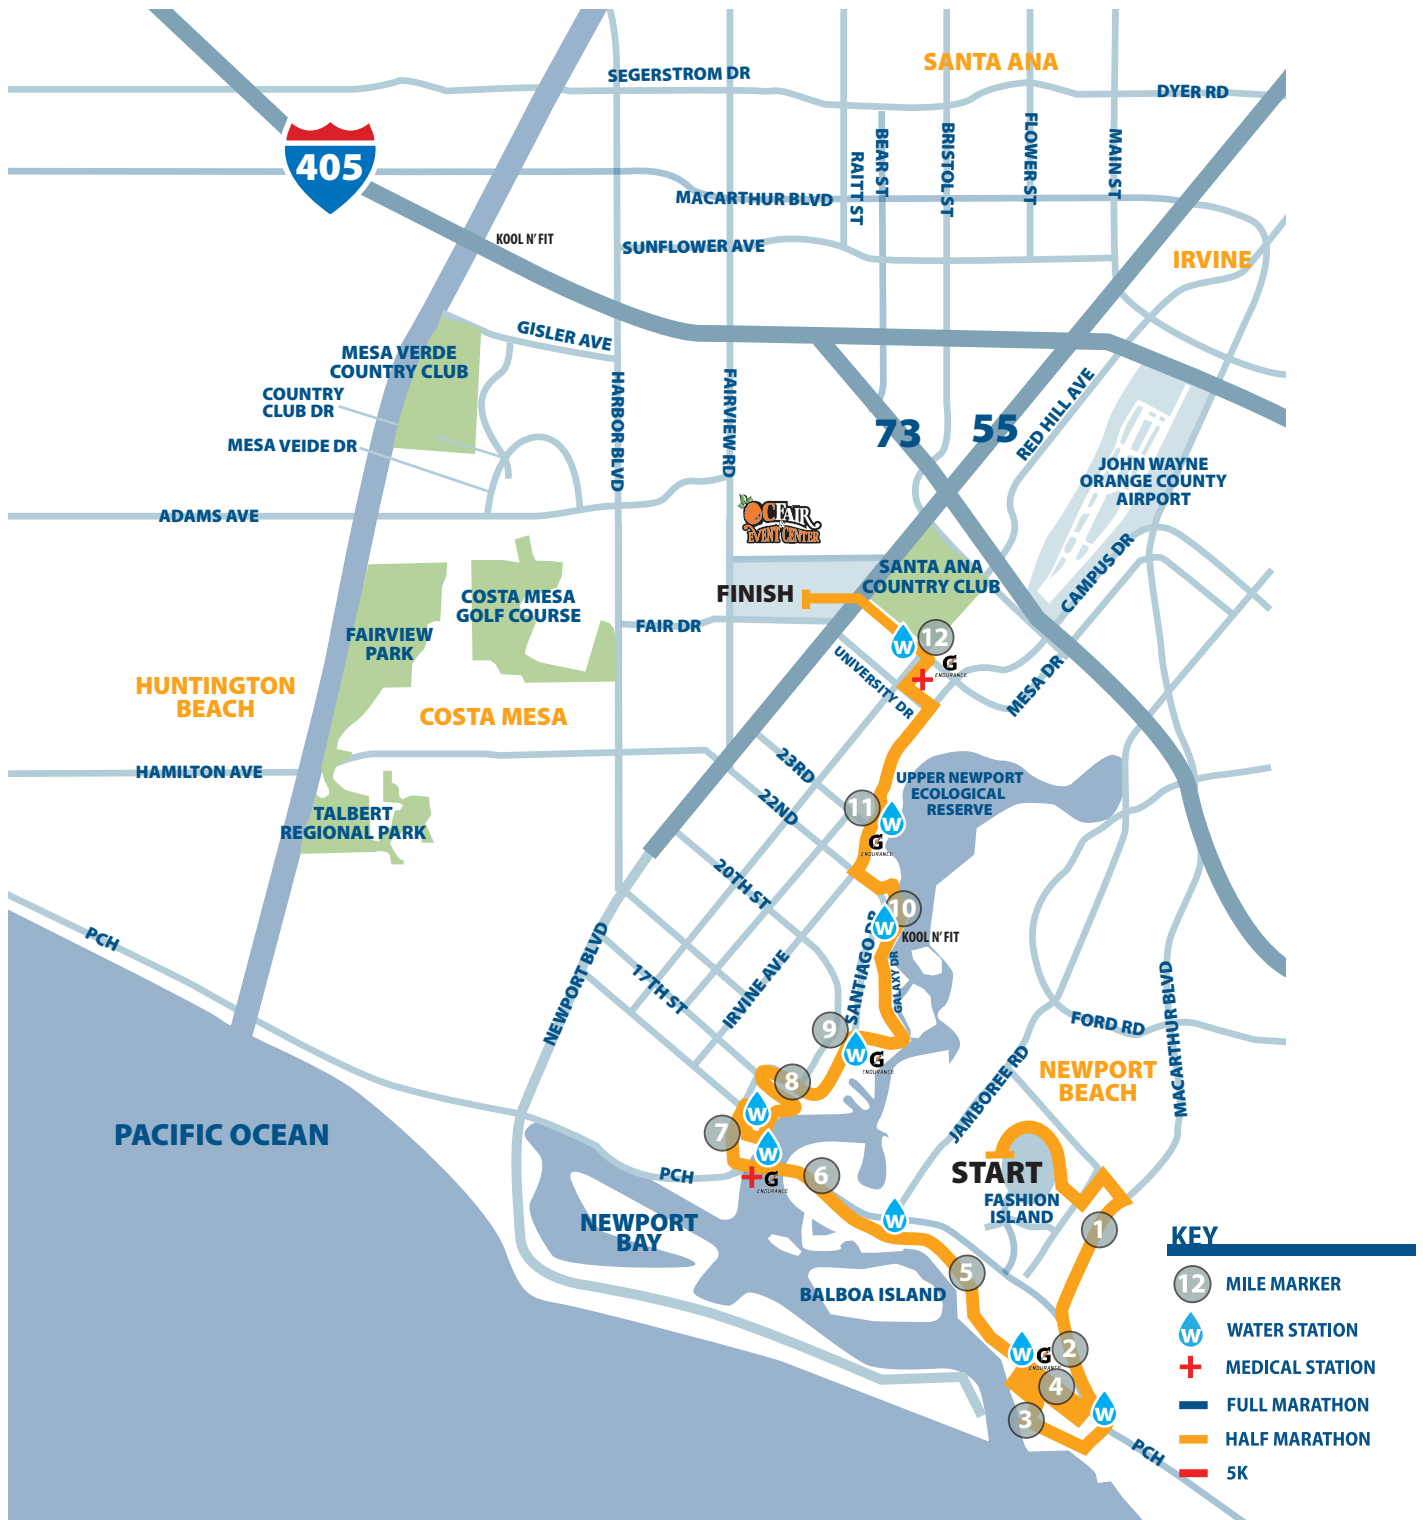 SANTA ANA
SEGERSTROM DR
DYER RD
405
RAITT ST
BEAR ST
BRISTOL ST
FLOWER ST
MAIN ST
MACARTHUR BLVD
KOOL N' FIT
SUNFLOWER AVE
IRVINE
GISLER AVE
MESA VERDE
COUNTRY CLUB
COUNTRY
CLUB DR
MESA VEIDE DR
HARBOR BLVD
FAIRVIEW RD
73
55
RED HILL AVE
JOHN WAYNE
ORANGE COUNTY
AIRPORT
ADAMS AVE
OC FAIR
&
EVENT CENTER
CAMPUS DR
SANTA ANA
COUNTRY CLUB
FINISH
COSTA MESA
GOLF COURSE
FAIR DR
FAIRVIEW
PARK
W
12
G
ENDURANCE
UNIVERSITY DR
MESA DR
HUNTINGTON
BEACH
COSTA MESA
HAMILTON AVE
23RD
22ND
UPPER NEWPORT
ECOLOGICAL
RESERVE
TALBERT
REGIONAL PARK
11
W
G
ENDURANCE
20TH ST
10
W
KOOL N' FIT
SANTIAGO DR
GALAXY DR
PCH
NEWPORT BLVD
17TH ST
IRVINE AVE
MACARTHUR BLVD
FORD RD
9
W
G
ENDURANCE
JAMBOREE RD
NEWPORT
BEACH
8
W
7
W
PACIFIC OCEAN
PCH
G
ENDURANCE
6
START
FASHION
ISLAND
W
NEWPORT
BAY
1
5
BALBOA ISLAND
W
G
ENDURANCE
2
4
3
W
PCH
KEY
12 MILE MARKER
W WATER STATION
MEDICAL STATION
FULL MARATHON
HALF MARATHON
5K